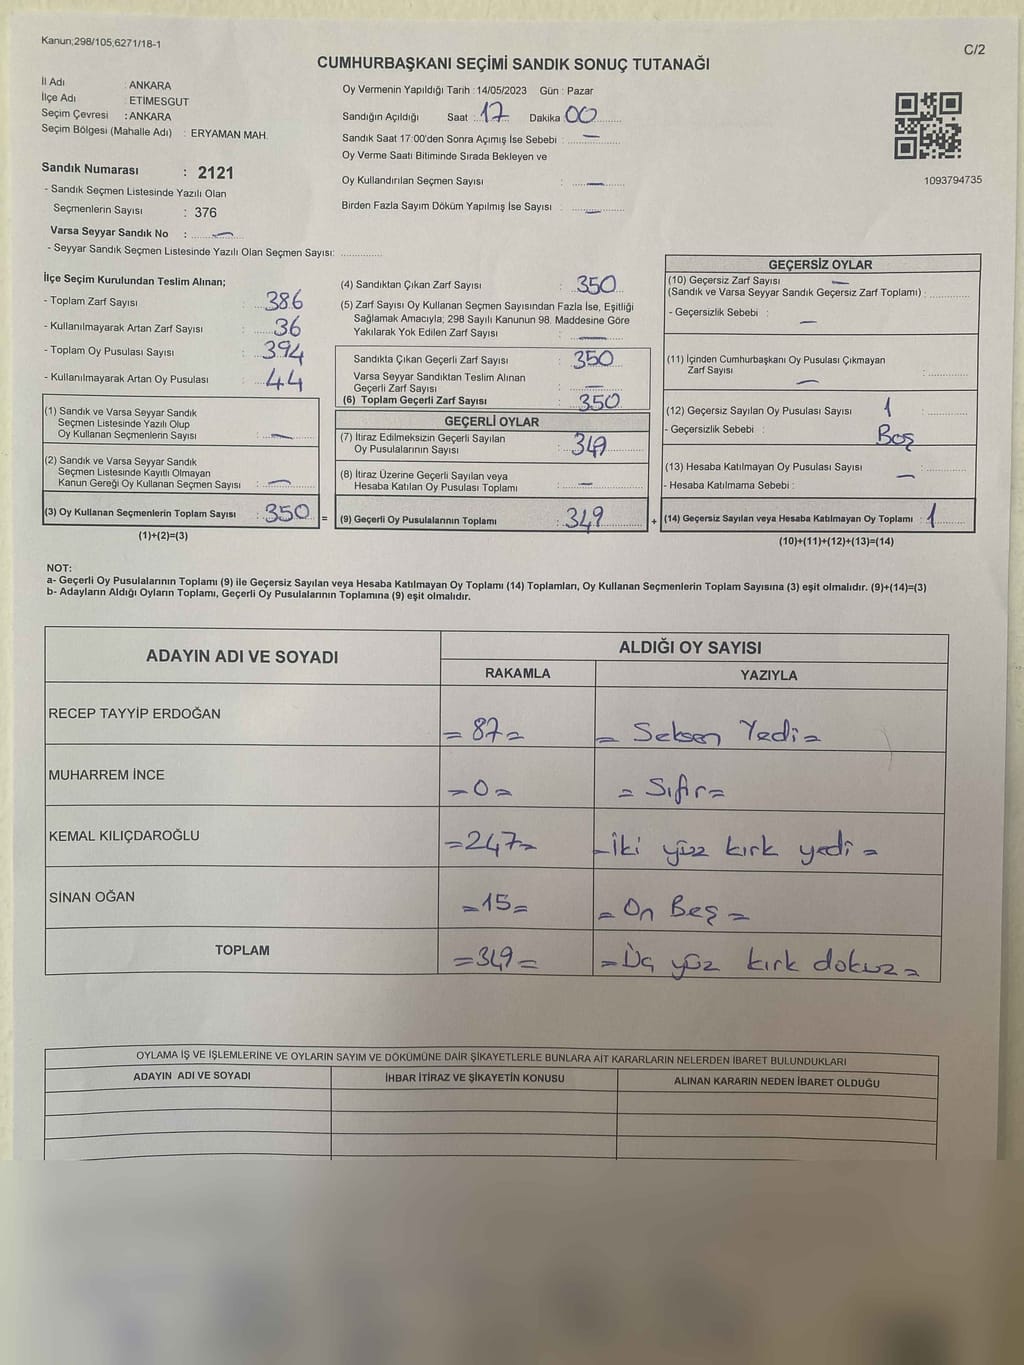 Kanun;298/105,6271/18-1
C/2
CUMHURBAŞKANI SEÇİMİ SANDIK SONUÇ TUTANAĞI
İl Adı : ANKARA
İlçe Adı : ETİMESGUT
Seçim Çevresi : ANKARA
Seçim Bölgesi (Mahalle Adı) : ERYAMAN MAH.
Sandık Numarası : 2121
- Sandık Seçmen Listesinde Yazılı Olan
Seçmenlerin Sayısı : 376
Varsa Seyyar Sandık No : —
- Seyyar Sandık Seçmen Listesinde Yazılı Olan Seçmen Sayısı: ..............
Oy Vermenin Yapıldığı Tarih : 14/05/2023 Gün : Pazar
Sandığın Açıldığı Saat : 17 Dakika : 00
Sandık Saat 17:00'den Sonra Açımış İse Sebebi : —
Oy Verme Saati Bitiminde Sırada Bekleyen ve
Oy Kullandırılan Seçmen Sayısı : —
Birden Fazla Sayım Döküm Yapılmış İse Sayısı : —
1093794735
İlçe Seçim Kurulundan Teslim Alınan;
- Toplam Zarf Sayısı : 386
- Kullanılmayarak Artan Zarf Sayısı : 36
- Toplam Oy Pusulası Sayısı : 394
- Kullanılmayarak Artan Oy Pusulası : 44
(1) Sandık ve Varsa Seyyar Sandık
Seçmen Listesinde Yazılı Olup
Oy Kullanan Seçmenlerin Sayısı : —
(2) Sandık ve Varsa Seyyar Sandık
Seçmen Listesinde Kayıtlı Olmayan
Kanun Gereği Oy Kullanan Seçmen Sayısı : —
(3) Oy Kullanan Seçmenlerin Toplam Sayısı : 350 =
(1)+(2)=(3)
(4) Sandıktan Çıkan Zarf Sayısı : 350
(5) Zarf Sayısı Oy Kullanan Seçmen Sayısından Fazla İse, Eşitliği
Sağlamak Amacıyla; 298 Sayılı Kanunun 98. Maddesine Göre
Yakılarak Yok Edilen Zarf Sayısı : —
Sandıkta Çıkan Geçerli Zarf Sayısı : 350
Varsa Seyyar Sandıktan Teslim Alınan
Geçerli Zarf Sayısı : —
(6) Toplam Geçerli Zarf Sayısı : 350
GEÇERLİ OYLAR
(7) İtiraz Edilmeksizin Geçerli Sayılan
Oy Pusulalarının Sayısı : 349
(8) İtiraz Üzerine Geçerli Sayılan veya
Hesaba Katılan Oy Pusulası Toplamı : —
(9) Geçerli Oy Pusulalarının Toplamı : 349 +
GEÇERSİZ OYLAR
(10) Geçersiz Zarf Sayısı —
(Sandık ve Varsa Seyyar Sandık Geçersiz Zarf Toplamı) :
- Geçersizlik Sebebi : —
(11) İçinden Cumhurbaşkanı Oy Pusulası Çıkmayan
Zarf Sayısı : —
(12) Geçersiz Sayılan Oy Pusulası Sayısı : 1
- Geçersizlik Sebebi : Boş
(13) Hesaba Katılmayan Oy Pusulası Sayısı : —
- Hesaba Katılmama Sebebi :
(14) Geçersiz Sayılan veya Hesaba Katılmayan Oy Toplamı : 1
(10)+(11)+(12)+(13)=(14)
NOT:
a- Geçerli Oy Pusulalarının Toplamı (9) ile Geçersiz Sayılan veya Hesaba Katılmayan Oy Toplamı (14) Toplamları, Oy Kullanan Seçmenlerin Toplam Sayısına (3) eşit olmalıdır. (9)+(14)=(3)
b- Adayların Aldığı Oyların Toplamı, Geçerli Oy Pusulalarının Toplamına (9) eşit olmalıdır.
ADAYIN ADI VE SOYADI
ALDIĞI OY SAYISI
RAKAMLA YAZIYLA
RECEP TAYYİP ERDOĞAN = 87 = = Seksen Yedi =
MUHARREM İNCE = 0 = = Sıfır =
KEMAL KILIÇDAROĞLU = 247 = = İki yüz kırk yedi =
SİNAN OĞAN = 15 = = On Beş =
TOPLAM = 349 = = Üç yüz kırk dokuz =
OYLAMA İŞ VE İŞLEMLERİNE VE OYLARIN SAYIM VE DÖKÜMÜNE DAİR ŞİKAYETLERLE BUNLARA AİT KARARLARIN NELERDEN İBARET BULUNDUKLARI
ADAYIN ADI VE SOYADI İHBAR İTİRAZ VE ŞİKAYETİN KONUSU ALINAN KARARIN NEDEN İBARET OLDUĞU